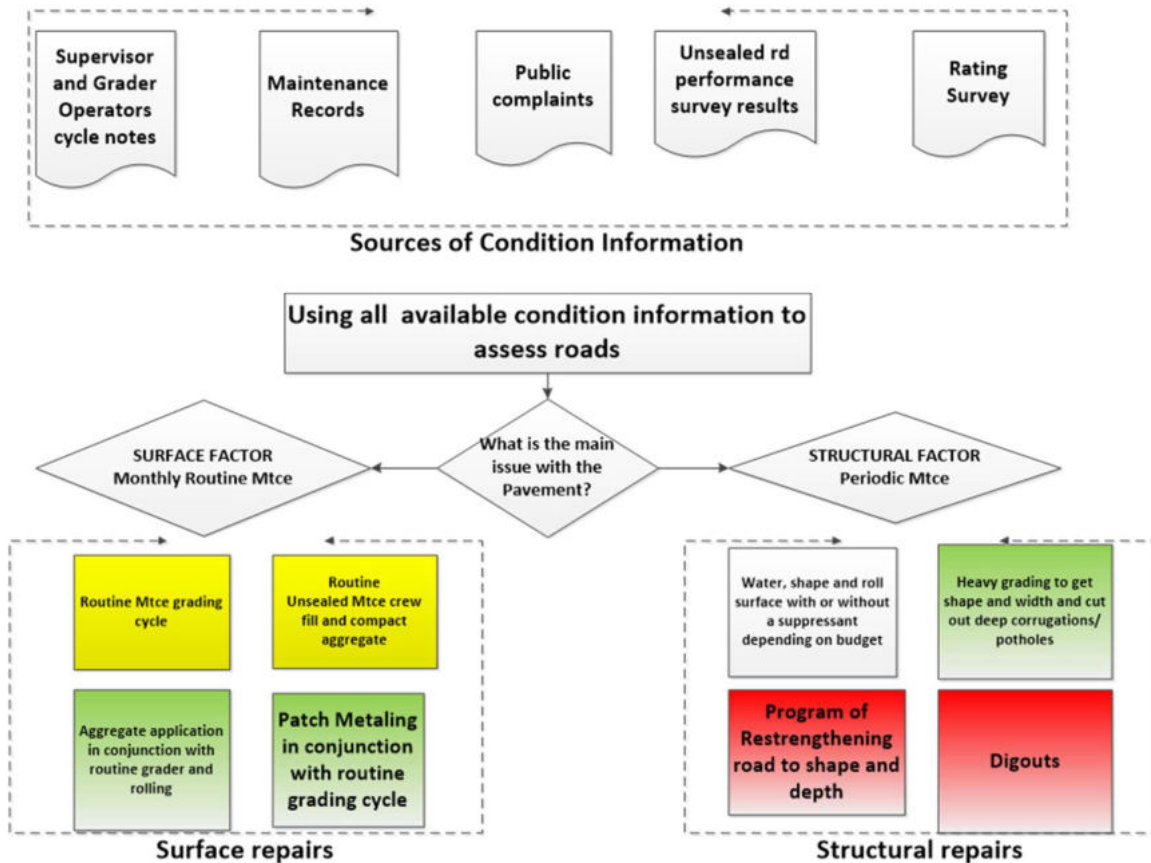 Supervisor
and Grader
Operators
cycle notes
Maintenance
Records
Public
complaints
Unsealed rd
performance
survey results
Rating
Survey
Sources of Condition Information
Using all available condition information to
assess roads
SURFACE FACTOR
Monthly Routine Mtce
What is the main
issue with the
Pavement?
STRUCTURAL FACTOR
Periodic Mtce
Routine Mtce grading
cycle
Routine
Unsealed Mtce crew
fill and compact
aggregate
Water, shape and roll
surface with or without
a suppressant
depending on budget
Heavy grading to get
shape and width and cut
out deep corrugations/
potholes
Aggregate application
in conjunction with
routine grader and
rolling
Patch Metaling
in conjunction
with routine
grading cycle
Program of
Restrengthening
road to shape and
depth
Digouts
Surface repairs
Structural repairs